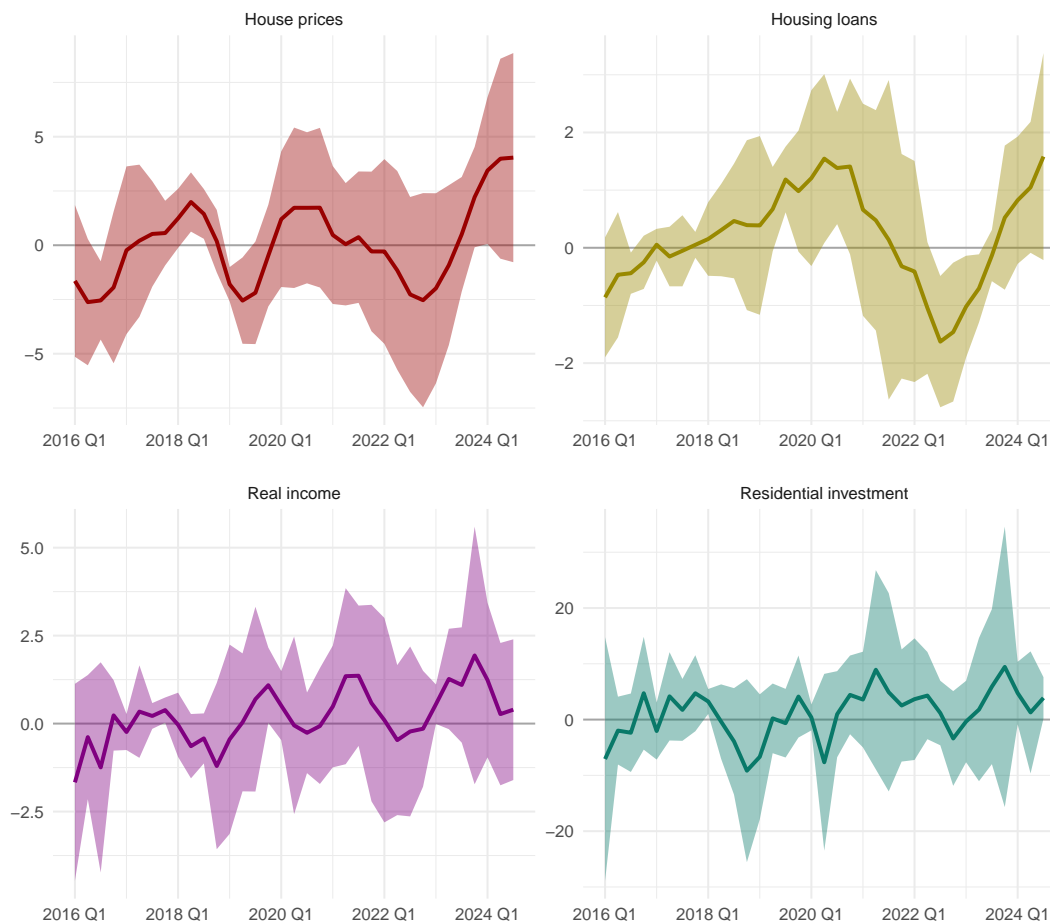 House prices
Housing loans
5
0
−5
2
0
−2
2016 Q1 2018 Q1 2020 Q1 2022 Q1 2024 Q1
2016 Q1 2018 Q1 2020 Q1 2022 Q1 2024 Q1
Real income
Residential investment
5.0
2.5
0.0
−2.5
20
0
−20
2016 Q1 2018 Q1 2020 Q1 2022 Q1 2024 Q1
2016 Q1 2018 Q1 2020 Q1 2022 Q1 2024 Q1